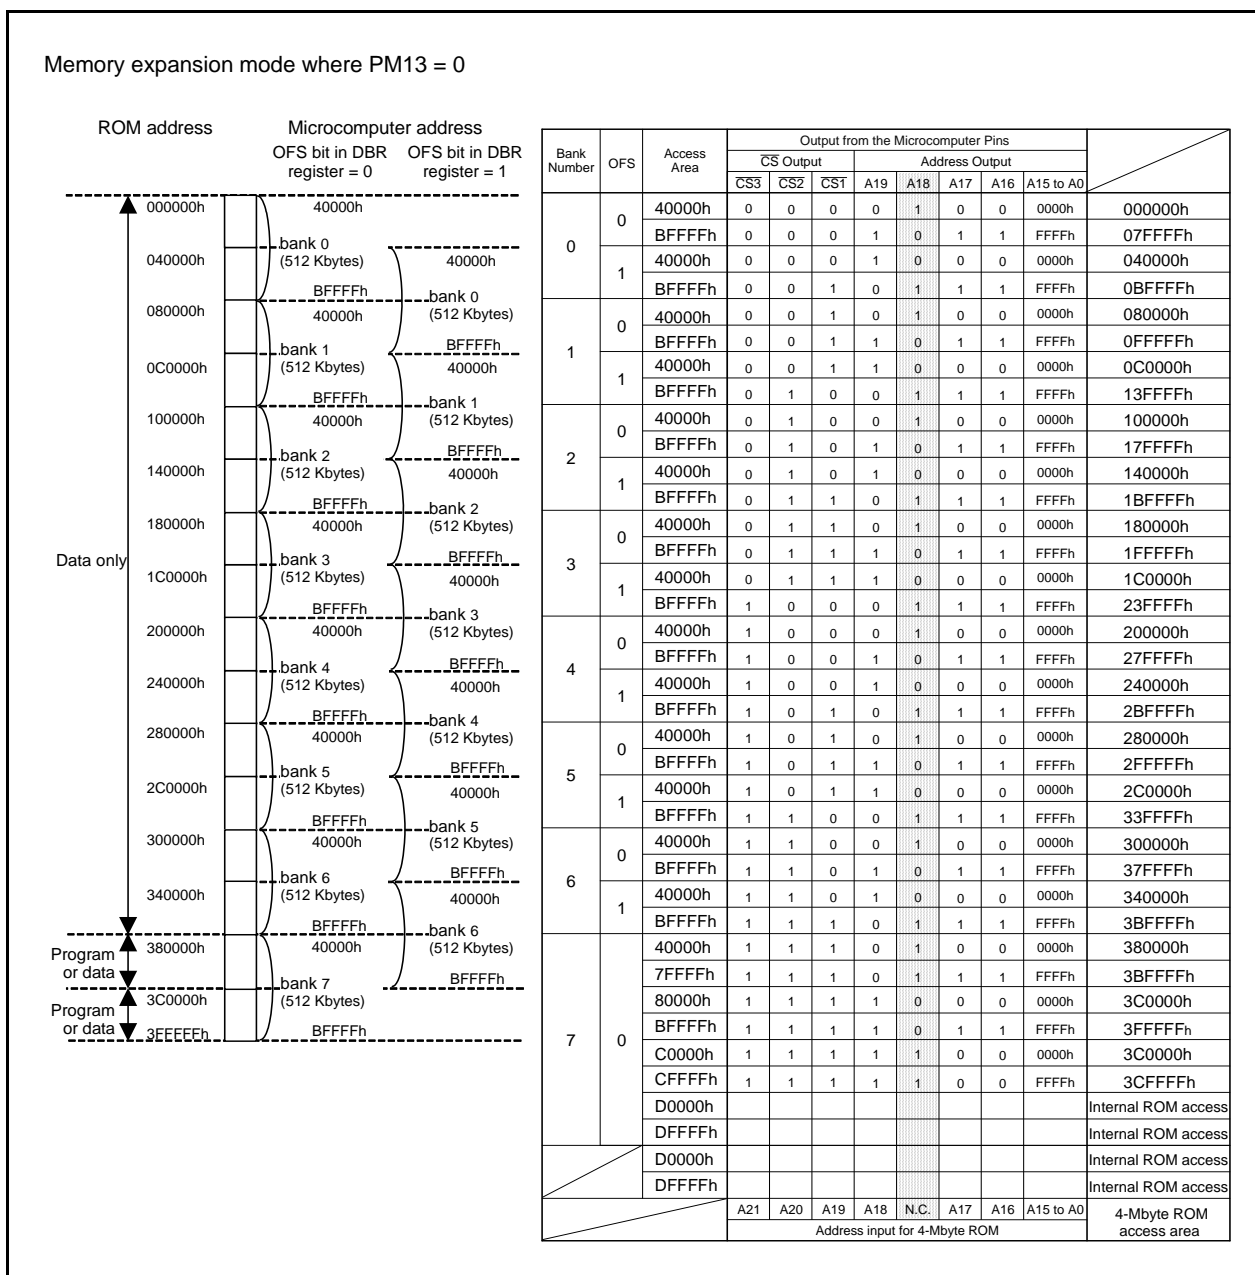 Memory expansion mode where PM13 = 0
ROM address
Microcomputer address
OFS bit in DBR register = 0
OFS bit in DBR register = 1
000000h 40000h
bank 0
040000h (512 Kbytes) 40000h
BFFFFh bank 0
080000h 40000h (512 Kbytes)
bank 1 BFFFFh
0C0000h (512 Kbytes) 40000h
BFFFFh bank 1
100000h 40000h (512 Kbytes)
bank 2 BFFFFh
140000h (512 Kbytes) 40000h
BFFFFh bank 2
180000h 40000h (512 Kbytes)
Data only bank 3 BFFFFh
1C0000h (512 Kbytes) 40000h
BFFFFh bank 3
200000h 40000h (512 Kbytes)
bank 4 BFFFFh
240000h (512 Kbytes) 40000h
BFFFFh bank 4
280000h 40000h (512 Kbytes)
bank 5 BFFFFh
2C0000h (512 Kbytes) 40000h
BFFFFh bank 5
300000h 40000h (512 Kbytes)
bank 6 BFFFFh
340000h (512 Kbytes) 40000h
BFFFFh bank 6
Program or data 380000h 40000h (512 Kbytes)
bank 7 BFFFFh
Program or data 3C0000h (512 Kbytes)
3FFFFFh BFFFFh
Bank Number OFS Access Area Output from the Microcomputer Pins
CS Output Address Output
CS3 CS2 CS1 A19 A18 A17 A16 A15 to A0
0 0 40000h 0 0 0 0 1 0 0 0000h 000000h
BFFFFh 0 0 0 1 0 1 1 FFFFh 07FFFFh
1 40000h 0 0 0 1 0 0 0 0000h 040000h
BFFFFh 0 0 1 0 1 1 1 FFFFh 0BFFFFh
1 0 40000h 0 0 1 0 1 0 0 0000h 080000h
BFFFFh 0 0 1 1 0 1 1 FFFFh 0FFFFFh
1 40000h 0 0 1 1 0 0 0 0000h 0C0000h
BFFFFh 0 1 0 0 1 1 1 FFFFh 13FFFFh
2 0 40000h 0 1 0 0 1 0 0 0000h 100000h
BFFFFh 0 1 0 1 0 1 1 FFFFh 17FFFFh
1 40000h 0 1 0 1 0 0 0 0000h 140000h
BFFFFh 0 1 1 0 1 1 1 FFFFh 1BFFFFh
3 0 40000h 0 1 1 0 1 0 0 0000h 180000h
BFFFFh 0 1 1 1 0 1 1 FFFFh 1FFFFFh
1 40000h 0 1 1 1 0 0 0 0000h 1C0000h
BFFFFh 1 0 0 0 1 1 1 FFFFh 23FFFFh
4 0 40000h 1 0 0 0 1 0 0 0000h 200000h
BFFFFh 1 0 0 1 0 1 1 FFFFh 27FFFFh
1 40000h 1 0 0 1 0 0 0 0000h 240000h
BFFFFh 1 0 1 0 1 1 1 FFFFh 2BFFFFh
5 0 40000h 1 0 1 0 1 0 0 0000h 280000h
BFFFFh 1 0 1 1 0 1 1 FFFFh 2FFFFFh
1 40000h 1 0 1 1 0 0 0 0000h 2C0000h
BFFFFh 1 1 0 0 1 1 1 FFFFh 33FFFFh
6 0 40000h 1 1 0 0 1 0 0 0000h 300000h
BFFFFh 1 1 0 1 0 1 1 FFFFh 37FFFFh
1 40000h 1 1 0 1 0 0 0 0000h 340000h
BFFFFh 1 1 1 0 1 1 1 FFFFh 3BFFFFh
7 0 40000h 1 1 1 0 1 0 0 0000h 380000h
7FFFFh 1 1 1 0 1 1 1 FFFFh 3BFFFFh
80000h 1 1 1 1 0 0 0 0000h 3C0000h
BFFFFh 1 1 1 1 0 1 1 FFFFh 3FFFFFh
C0000h 1 1 1 1 1 0 0 0000h 3C0000h
CFFFFh 1 1 1 1 1 0 0 FFFFh 3CFFFFh
D0000h Internal ROM access
DFFFFh Internal ROM access
D0000h Internal ROM access
DFFFFh Internal ROM access
A21 A20 A19 A18 N.C. A17 A16 A15 to A0 4-Mbyte ROM access area
Address input for 4-Mbyte ROM